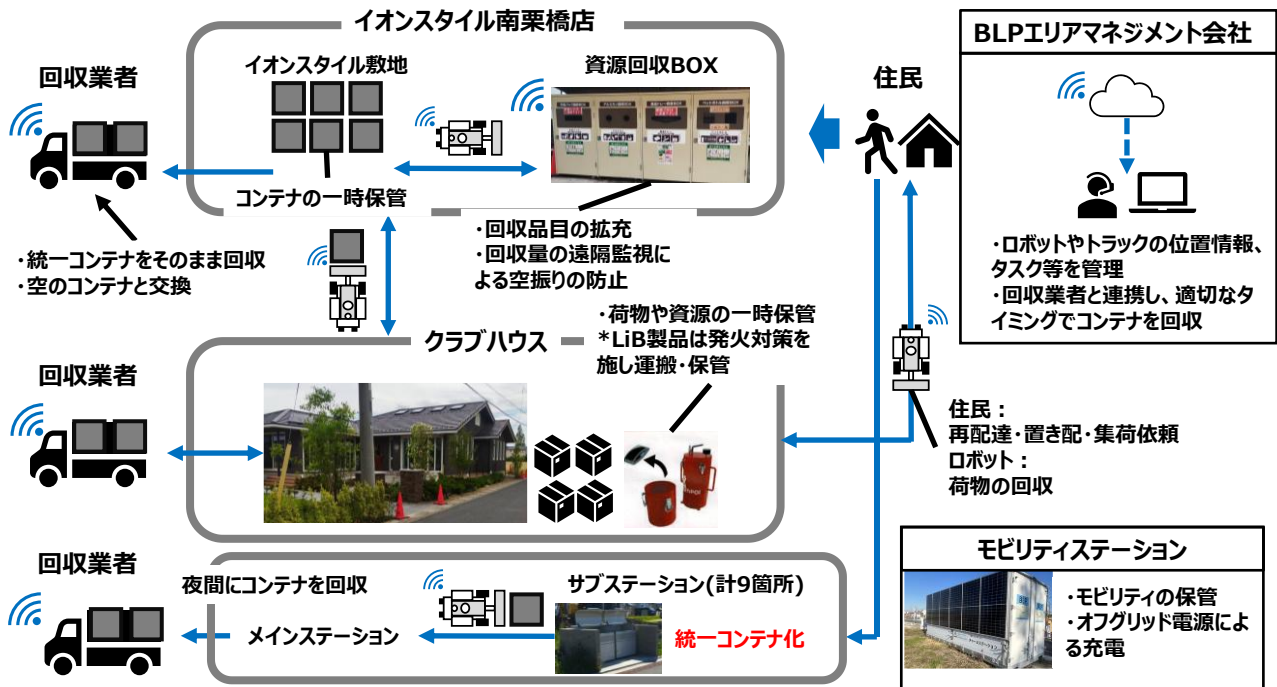 イオンスタイル南栗橋店
回収業者
イオンスタイル敷地
資源回収BOX
コンテナの一時保管
・統一コンテナをそのまま回収
・空のコンテナと交換
・回収品目の拡充
・回収量の遠隔監視に
よる空振りの防止
住民
BLPエリアマネジメント会社
・ロボットやトラックの位置情報、
タスク等を管理
・回収業者と連携し、適切なタ
イミングでコンテナを回収
回収業者
クラブハウス
・荷物や資源の一時保管
*LiB製品は発火対策を
施し運搬・保管
住民：
再配達・置き配・集荷依頼
ロボット：
荷物の回収
回収業者
夜間にコンテナを回収
メインステーション
サブステーション(計9箇所)
統一コンテナ化
モビリティステーション
・モビリティの保管
・オフグリッド電源によ
る充電